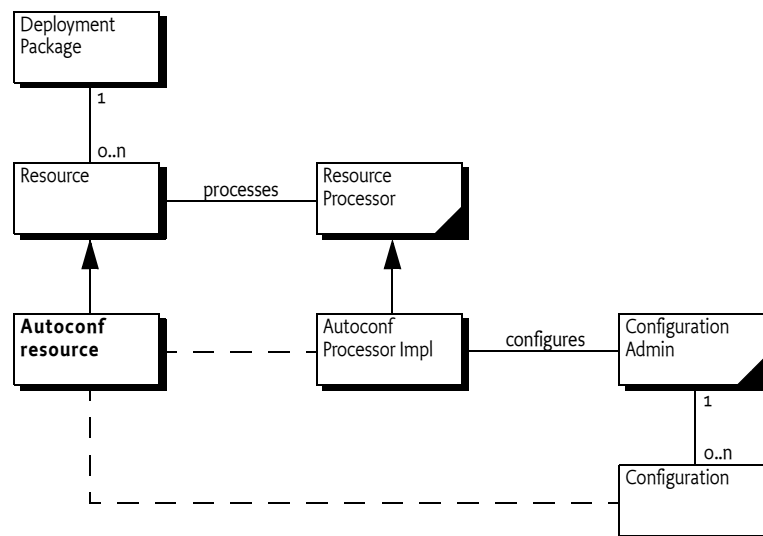 Deployment
Package
1
0..n
Resource
processes
Resource
Processor
Autoconf
resource
Autoconf
Processor Impl
configures
Configuration
Admin
1
0..n
Configuration